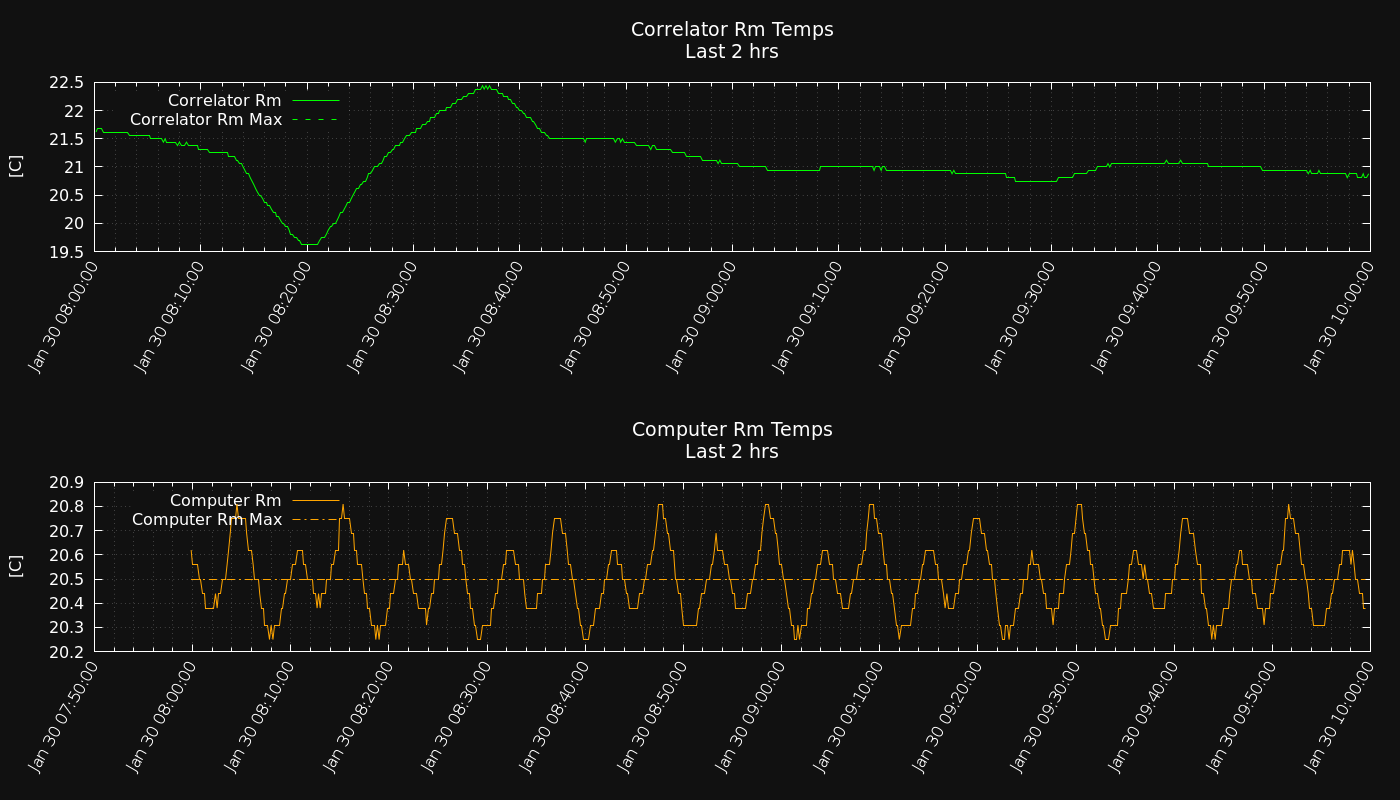 Correlator Rm Temps
Last 2 hrs
22.5
22
21.5
21
20.5
20
19.5
[C]
Correlator Rm
Correlator Rm Max
Jan 30 08:00:00
Jan 30 08:10:00
Jan 30 08:20:00
Jan 30 08:30:00
Jan 30 08:40:00
Jan 30 08:50:00
Jan 30 09:00:00
Jan 30 09:10:00
Jan 30 09:20:00
Jan 30 09:30:00
Jan 30 09:40:00
Jan 30 09:50:00
Jan 30 10:00:00
Computer Rm Temps
Last 2 hrs
20.9
20.8
20.7
20.6
20.5
20.4
20.3
20.2
[C]
Computer Rm
Computer Rm Max
Jan 30 07:50:00
Jan 30 08:00:00
Jan 30 08:10:00
Jan 30 08:20:00
Jan 30 08:30:00
Jan 30 08:40:00
Jan 30 08:50:00
Jan 30 09:00:00
Jan 30 09:10:00
Jan 30 09:20:00
Jan 30 09:30:00
Jan 30 09:40:00
Jan 30 09:50:00
Jan 30 10:00:00